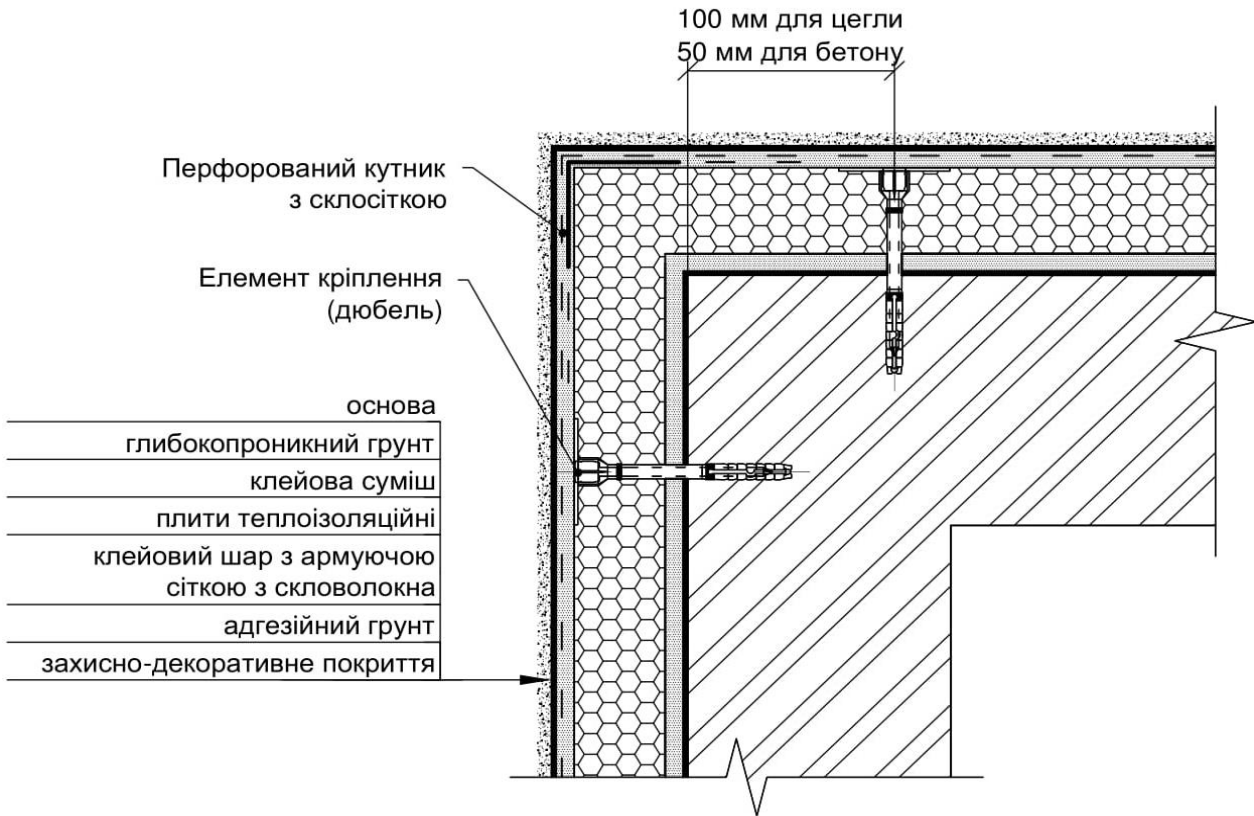 100 мм для цегли
50 мм для бетону
Перфорований кутник
з склосіткою
Елемент кріплення
(дюбель)
основа
глибокопроникний грунт
клейова суміш
плити теплоізоляційні
клейовий шар з армуючою
сіткою з скловолокна
адгезійний грунт
захисно-декоративне покриття